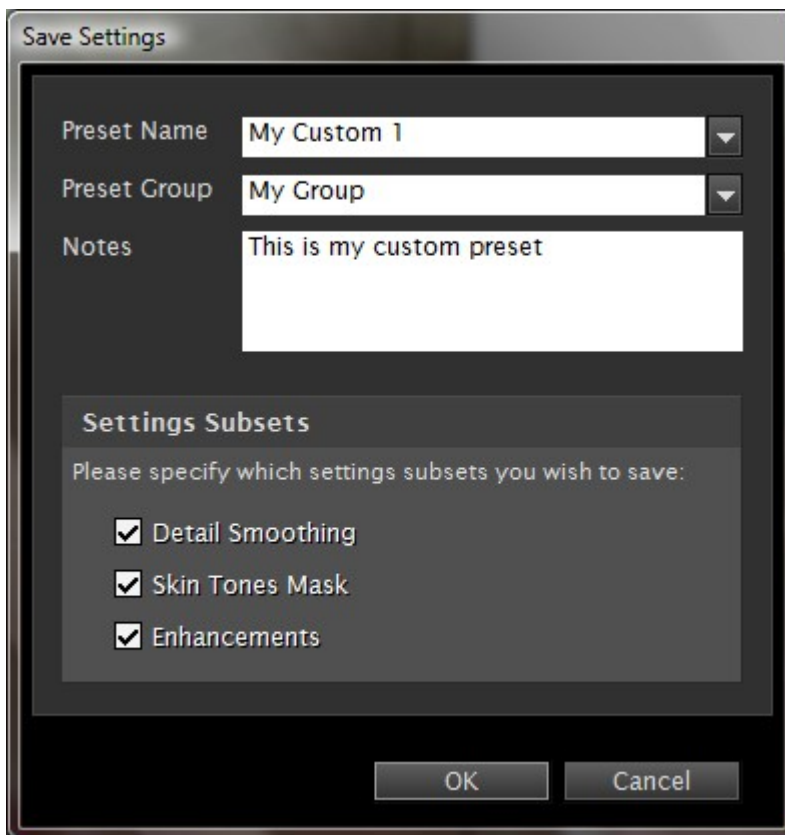 Save Settings
Preset Name My Custom 1
Preset Group My Group
Notes This is my custom preset
Settings Subsets
Please specify which settings subsets you wish to save:
Detail Smoothing
Skin Tones Mask
Enhancements
OK Cancel